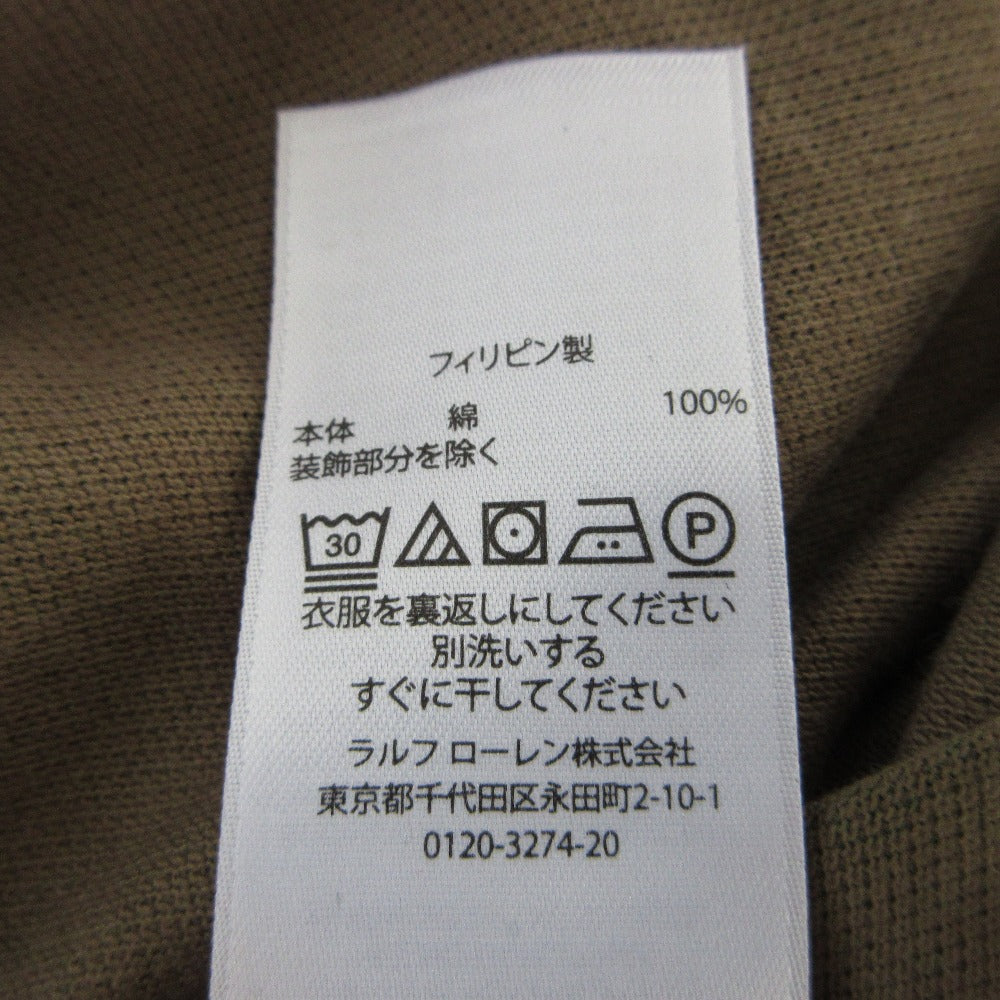 フィリピン製
本体 綿 100%
装飾部分を除く
30 P
衣服を裏返しにしてください
別洗いする
すぐに干してください
ラルフ ローレン株式会社
東京都千代田区永田町2-10-1
0120-3274-20